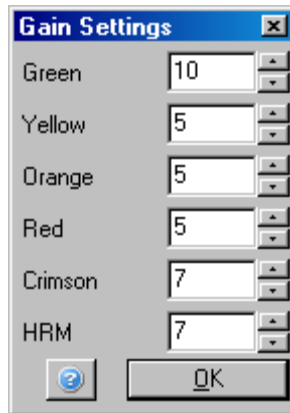 Gain Settings
Green 10
Yellow 5
Orange 5
Red 5
Crimson 7
HRM 7
? OK